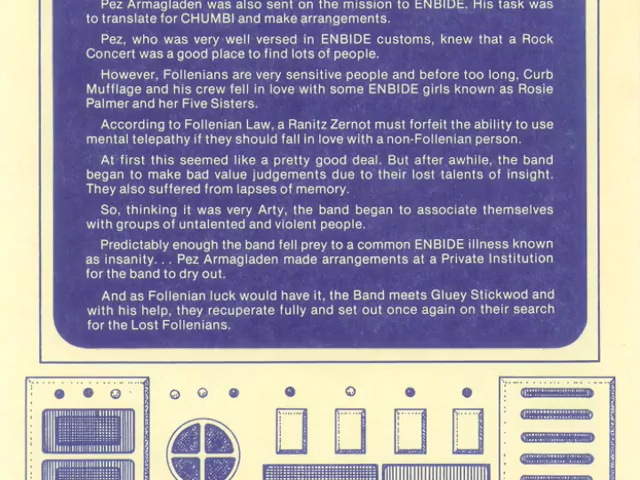 Pez Armagladen was also sent on the mission to ENBIDE. His task was
to translate for CHUMBI and make arrangements.
Pez, who was very well versed in ENBIDE customs, knew that a Rock
Concert was a good place to find lots of people.
However, Follenians are very sensitive people and before too long, Curb
Mufflage and his crew fell in love with some ENBIDE girls known as Rosie
Palmer and her Five Sisters.
According to Follenian Law, a Ranitz Zernot must forfeit the ability to use
mental telepathy if they should fall in love with a non-Follenian person.
At first this seemed like a pretty good deal. But after awhile, the band
began to make bad value judgements due to their lost talents of insight.
They also suffered from lapses of memory.
So, thinking it was very Arty, the band began to associate themselves
with groups of untalented and violent people.
Predictably enough the band fell prey to a common ENBIDE illness known
as insanity... Pez Armagladen made arrangements at a Private Institution
for the band to dry out.
And as Follenian luck would have it, the Band meets Gluey Stickwod and
with his help, they recuperate fully and set out once again on their search
for the Lost Follenians.